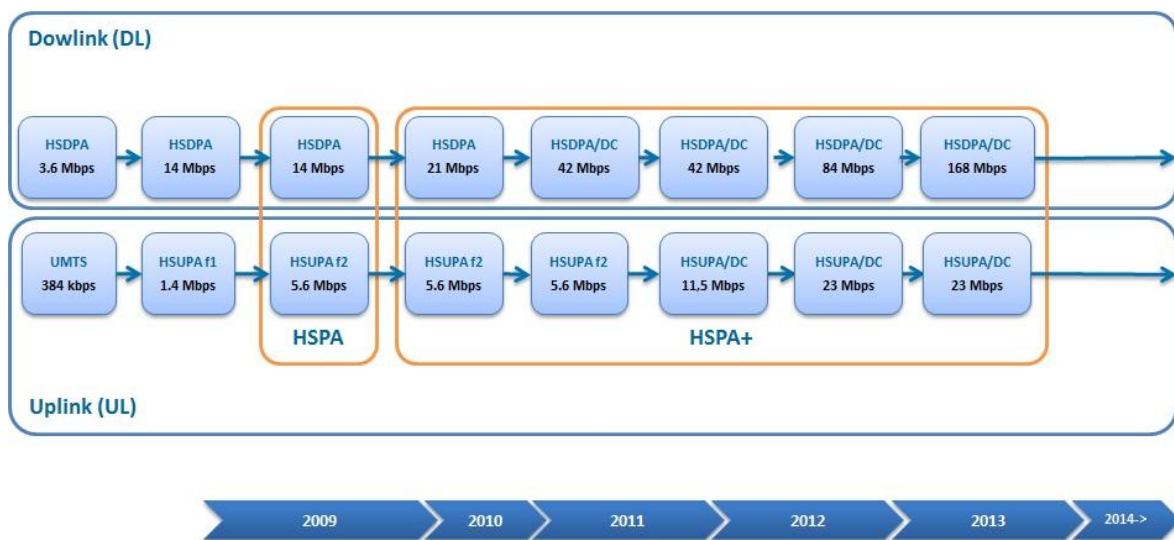 Dowlink (DL)
HSDPA
3.6 Mbps
HSDPA
14 Mbps
HSDPA
14 Mbps
HSDPA
21 Mbps
HSDPA/DC
42 Mbps
HSDPA/DC
42 Mbps
HSDPA/DC
84 Mbps
HSDPA/DC
168 Mbps
UMTS
384 kbps
HSUPA f1
1.4 Mbps
HSUPA f2
5.6 Mbps
HSUPA f2
5.6 Mbps
HSUPA f2
5.6 Mbps
HSUPA/DC
11,5 Mbps
HSUPA/DC
23 Mbps
HSUPA/DC
23 Mbps
HSPA
HSPA+
Uplink (UL)
2009
2010
2011
2012
2013
2014->